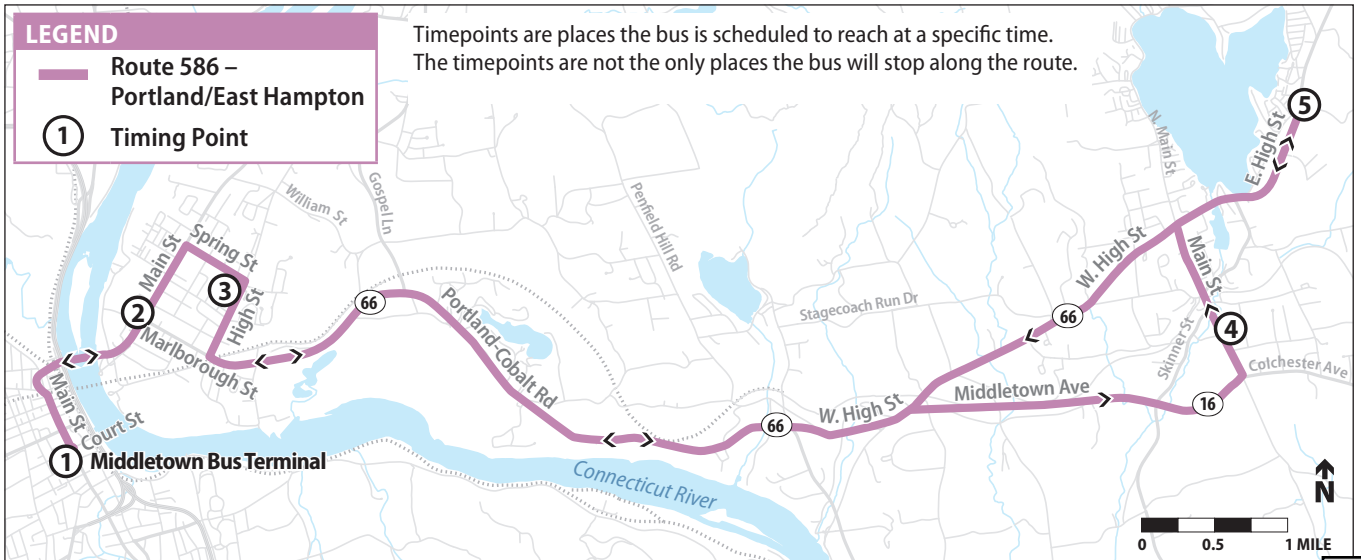 LEGEND
Route 586 –
Portland/East Hampton
1 Timing Point
Timepoints are places the bus is scheduled to reach at a specific time.
The timepoints are not the only places the bus will stop along the route.
5
E. High St
N. Main St
Gospel Ln
William St
Penfield Hill Rd
Spring St
Main St
3
High St
2
Marlborough St
66
Portland-Cobalt Rd
Stagecoach Run Dr
W. High St
66
Main St
4
Skinner St
Colchester Ave
Middletown Ave
16
W. High St
66
Main St
Court St
1 Middletown Bus Terminal
Connecticut River
N
0 0.5 1 MILE